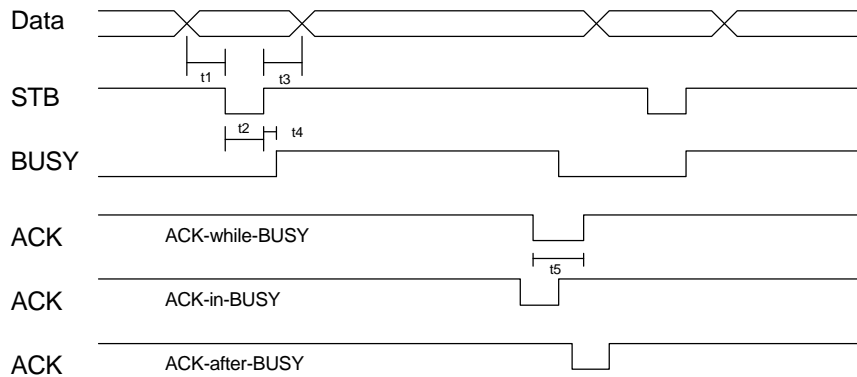 Data
t1
t3
STB
t2
t4
BUSY
ACK
ACK-while-BUSY
t5
ACK
ACK-in-BUSY
ACK
ACK-after-BUSY